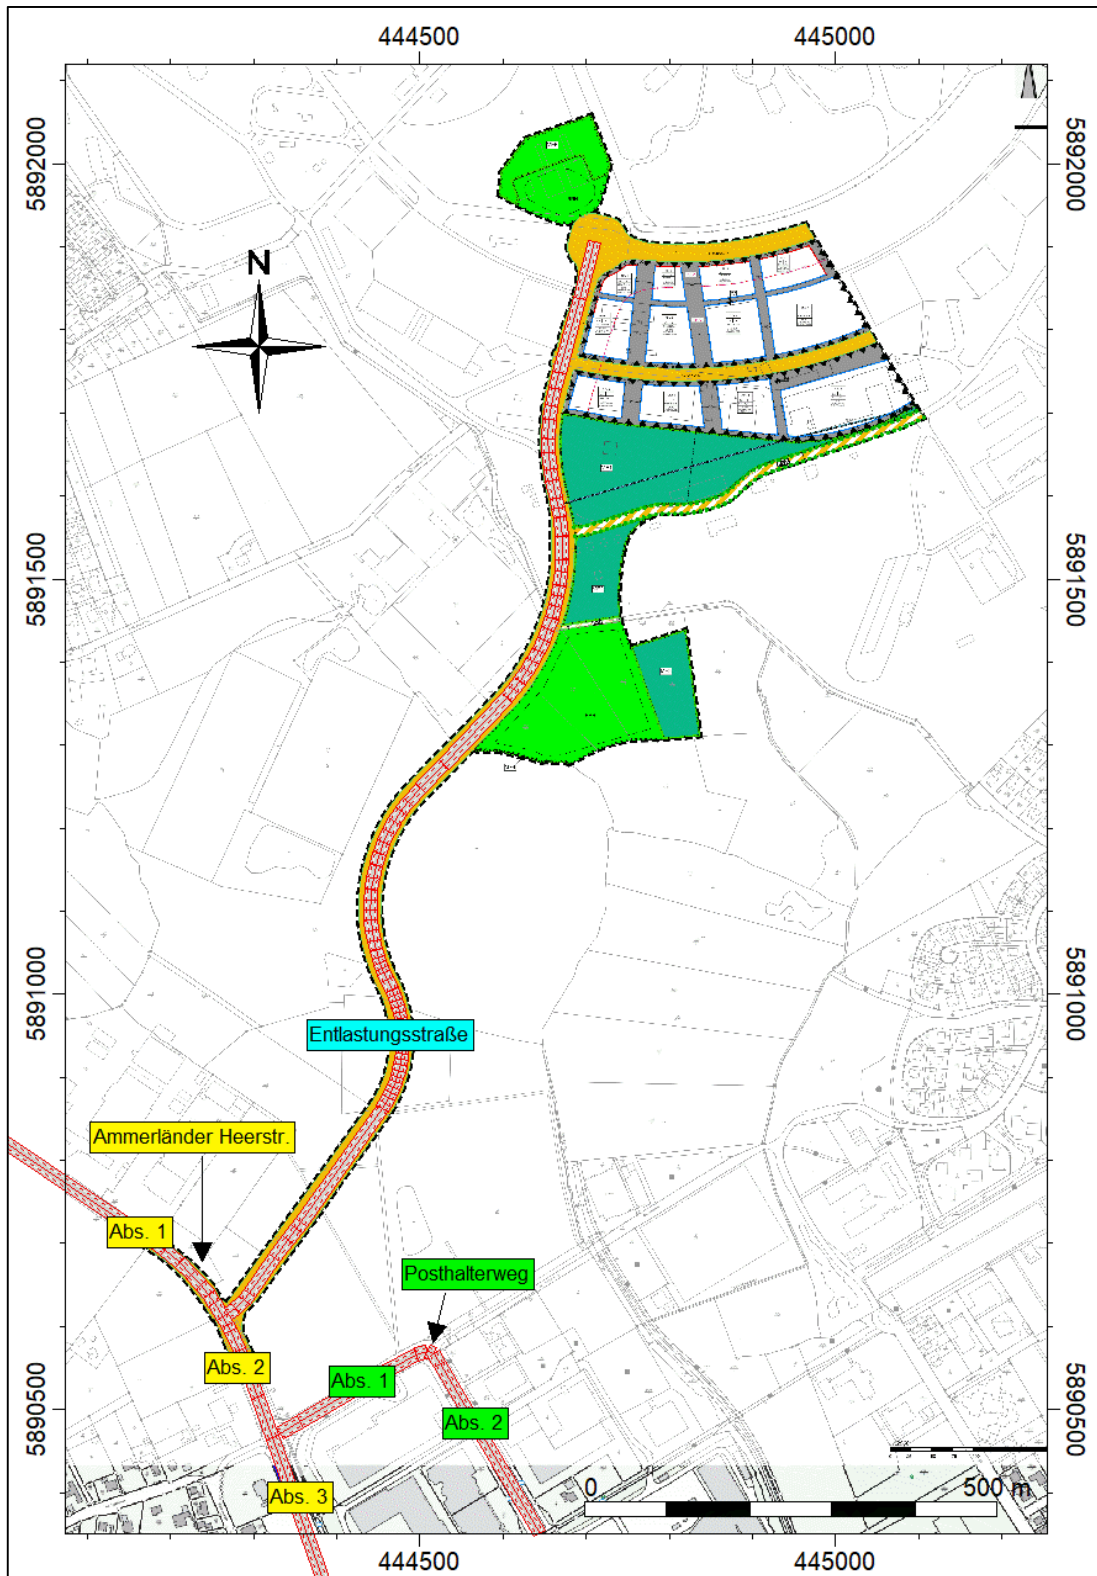 444500 445000
5892000 5892000
N
5891500 5891500
5891000 5891000
Entlastungsstraße
Ammerländer Heerstr.
Abs. 1
Posthalterweg
Abs. 2
Abs. 1
Abs. 2
5890500 5890500
Abs. 3
0 500 m
444500 445000